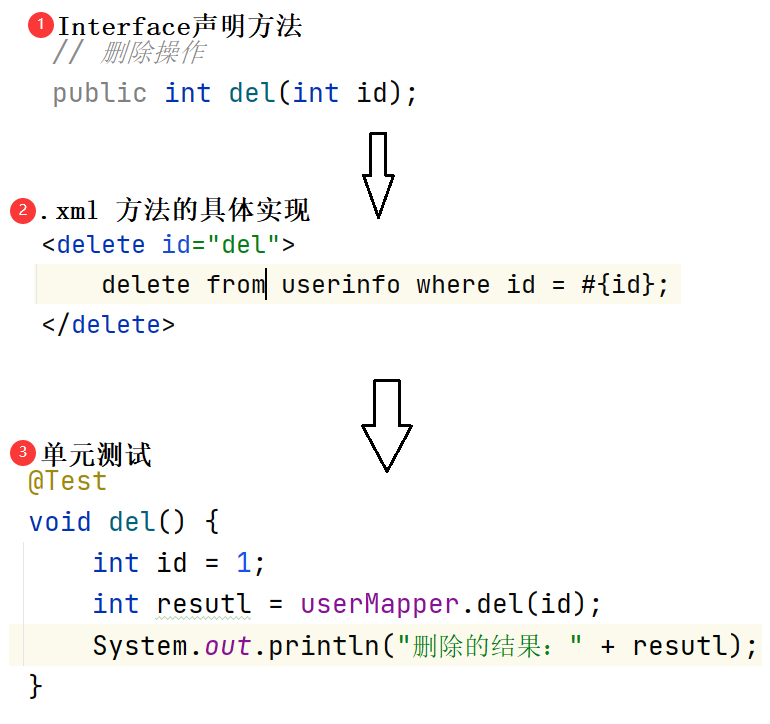 1 Interface声明方法
// 删除操作
public int del(int id);
2 .xml 方法的具体实现
<delete id="del">
delete from userinfo where id = #{id};
</delete>
3 单元测试
@Test
void del() {
int id = 1;
int resutl = userMapper.del(id);
System.out.println("删除的结果：" + resutl);
}